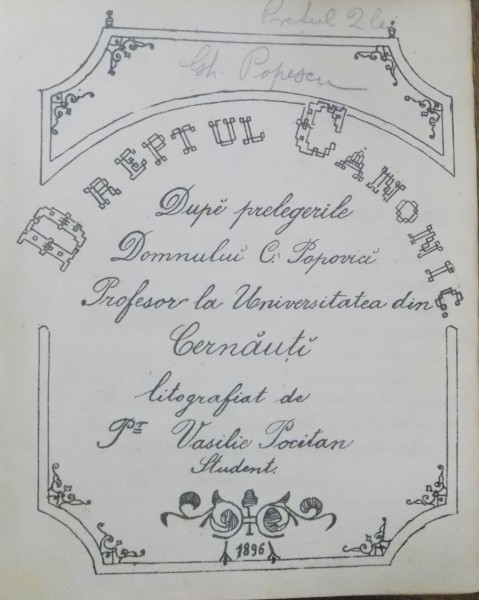 Prețul 2 lei
Gh. Popescu
DREPTUL CANONIC
După prelegerile
Domnului C. Popovici
Profesor la Universitatea din
Cernăuți
litografiat de
Pr Vasilie Pocitan
Student.
1896